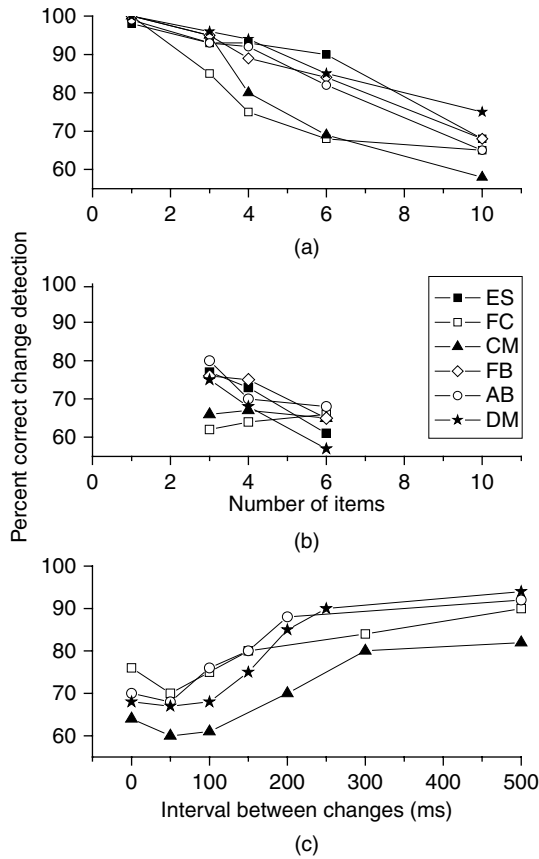 Percent correct change detection
100
90
80
70
60
0 2 4 6 8 10
(a)
100
90
80
70
60
0 2 4 6 8 10
Number of items
ES
FC
CM
FB
AB
DM
(b)
100
90
80
70
60
0 100 200 300 400 500
Interval between changes (ms)
(c)